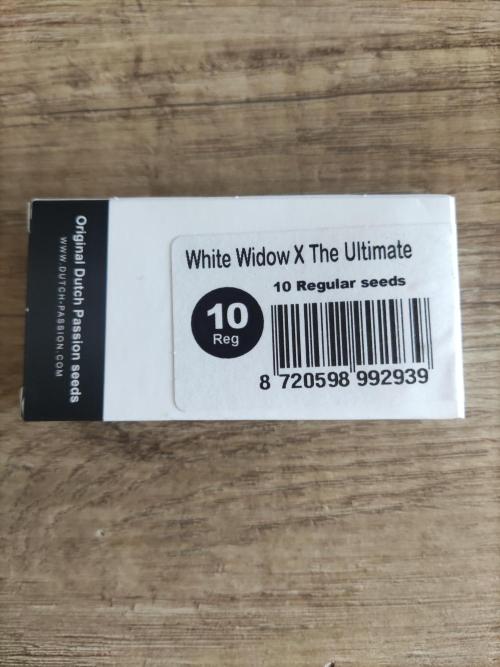 Original Dutch Passion seeds
WWW.DUTCH-PASSION.COM
White Widow X The Ultimate
10 Regular seeds
10
Reg
8 720598 992939